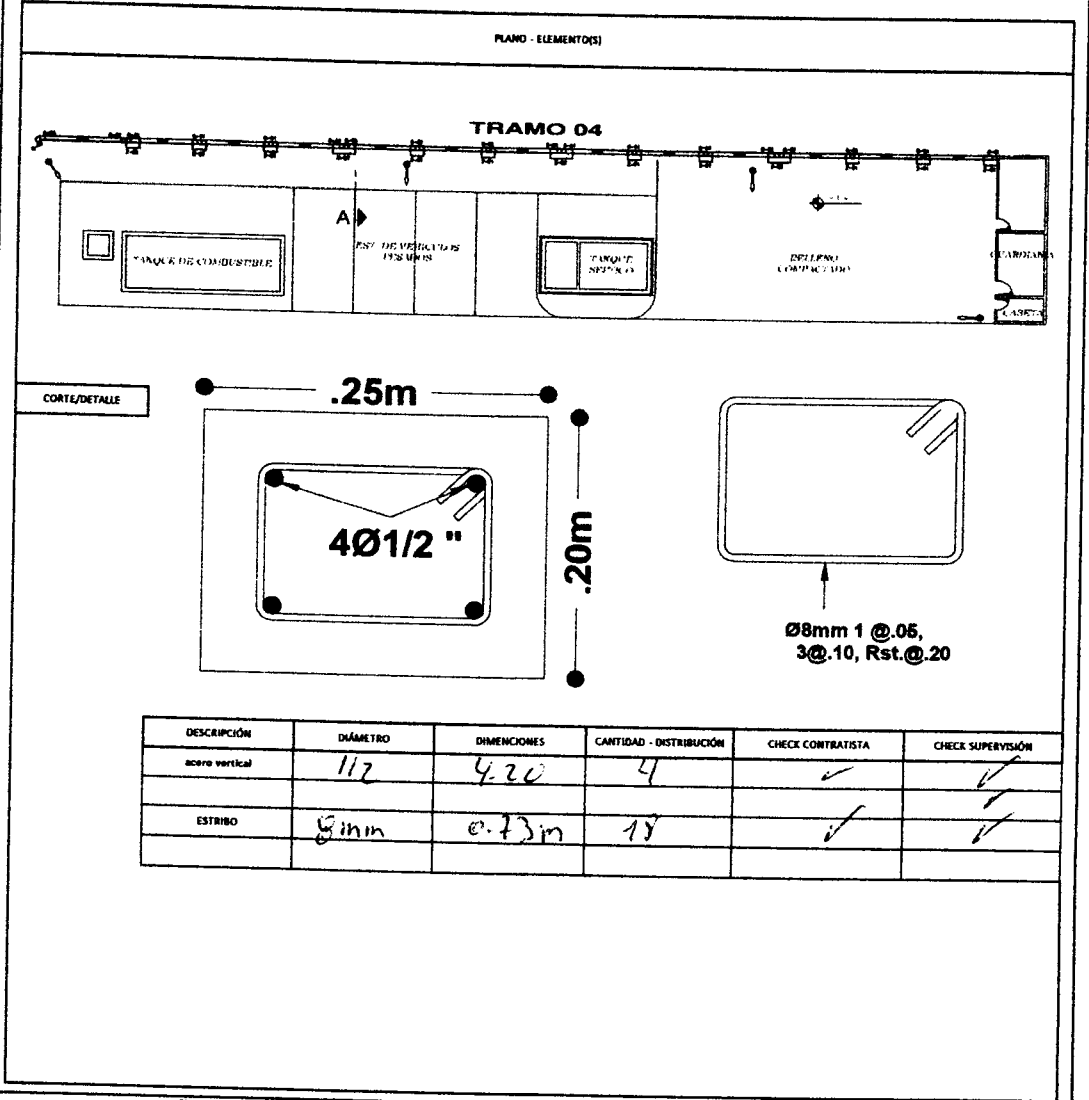 PLANO - ELEMENTO(S)
TRAMO 04
A
TANQUE DE COMBUSTIBLE
EST. DE VEHICULOS
PESADOS
TANQUE
SEPTICO
RELLENO
COMPACTADO
GUARDIANIA
CASETA
CORTE/DETALLE
.25m
4Ø1/2 "
.20m
Ø8mm 1 @.05,
3@.10, Rst.@.20
DESCRIPCIÓN DIÁMETRO DIMENCIONES CANTIDAD - DISTRIBUCIÓN CHECK CONTRATISTA CHECK SUPERVISIÓN
acero vertical 1/2 4.20 4 ✓ ✓
✓
ESTRIBO 8mm 0.73m 18 ✓ ✓